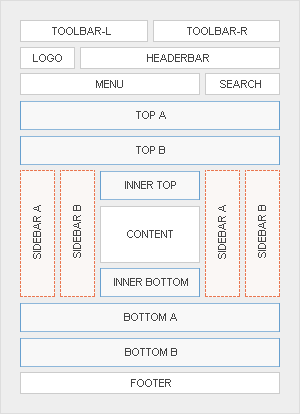 TOOLBAR-L
TOOLBAR-R
LOGO
HEADERBAR
MENU
SEARCH
TOP A
TOP B
SIDEBAR A
SIDEBAR B
INNER TOP
CONTENT
INNER BOTTOM
SIDEBAR A
SIDEBAR B
BOTTOM A
BOTTOM B
FOOTER